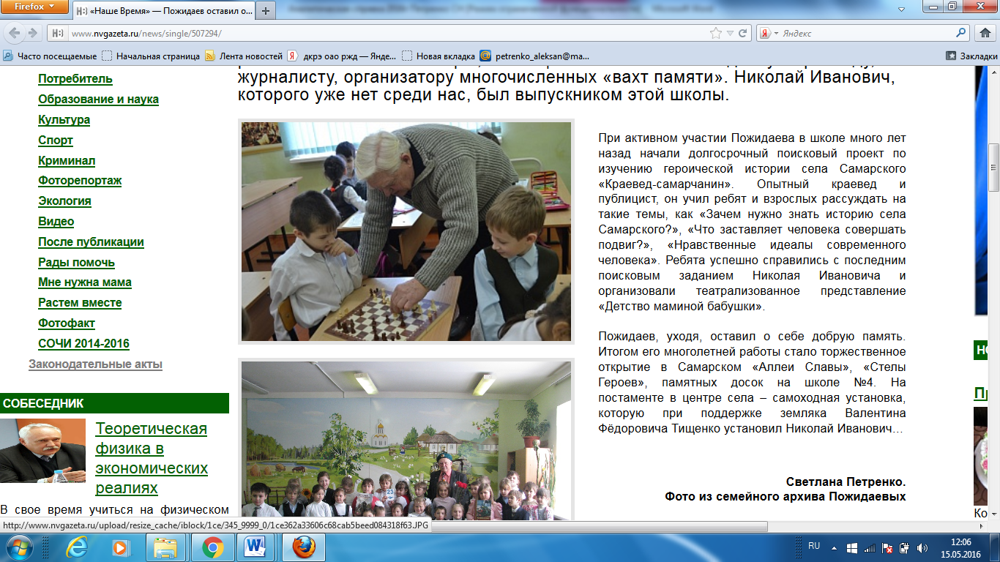 Firefox
«Наше Время» — Пожидаев оставил о...
www.nvgazeta.ru/news/single/507294/
Яндекс
Часто посещаемые
Начальная страница
Лента новостей
дкрэ оао ржд — Янде...
Новая вкладка
petrenko_aleksan@ma...
Закладки
Потребитель
Образование и наука
Культура
Спорт
Криминал
Фоторепортаж
Экология
Видео
После публикации
Рады помочь
Мне нужна мама
Растем вместе
Фотофакт
СОЧИ 2014-2016
Законодательные акты
СОБЕСЕДНИК
Теоретическая
физика в
экономических
реалиях
В свое время учиться на физическом
журналисту, организатору многочисленных «вахт памяти». Николай Иванович,
которого уже нет среди нас, был выпускником этой школы.
При активном участии Пожидаева в школе много лет
назад начали долгосрочный поисковый проект по
изучению героической истории села Самарского
«Краевед-самарчанин». Опытный краевед и
публицист, он учил ребят и взрослых рассуждать на
такие темы, как «Зачем нужно знать историю села
Самарского?», «Что заставляет человека совершать
подвиг?», «Нравственные идеалы современного
человека». Ребята успешно справились с последним
поисковым заданием Николая Ивановича и
организовали театрализованное представление
«Детство маминой бабушки».
Пожидаев, уходя, оставил о себе добрую память.
Итогом его многолетней работы стало торжественное
открытие в Самарском «Аллеи Славы», «Стелы
Героев», памятных досок на школе №4. На
постаменте в центре села – самоходная установка,
которую при поддержке земляка Валентина
Фёдоровича Тищенко установил Николай Иванович...
Светлана Петренко.
Фото из семейного архива Пожидаевых
23
НО
Пр
Ко
http://www.nvgazeta.ru/upload/resize_cache/iblock/1ce/345_9999_0/1ce362a33606c68cab5beed084318f63.JPG
RU
12:06
15.05.2016